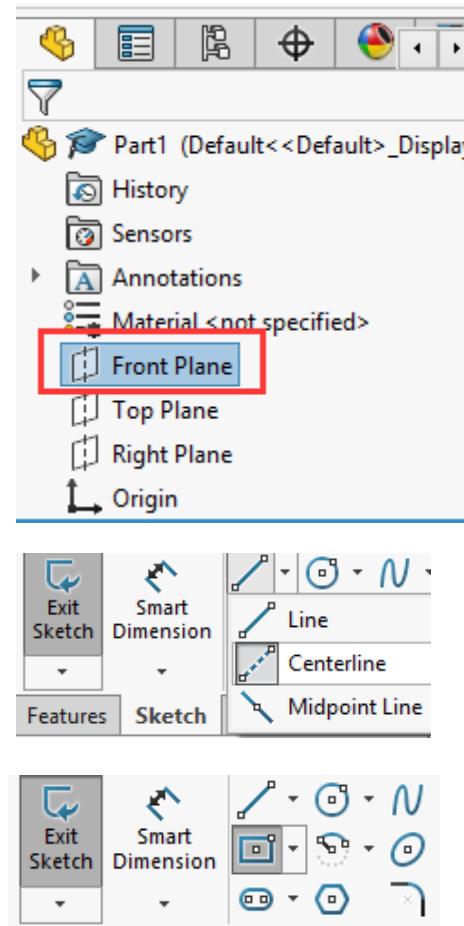 Part1 (Default<<Default>_Display
History
Sensors
Annotations
Material <not specified>
Front Plane
Top Plane
Right Plane
Origin
Exit Sketch
Smart Dimension
Line
Centerline
Midpoint Line
Features Sketch
Exit Sketch
Smart Dimension